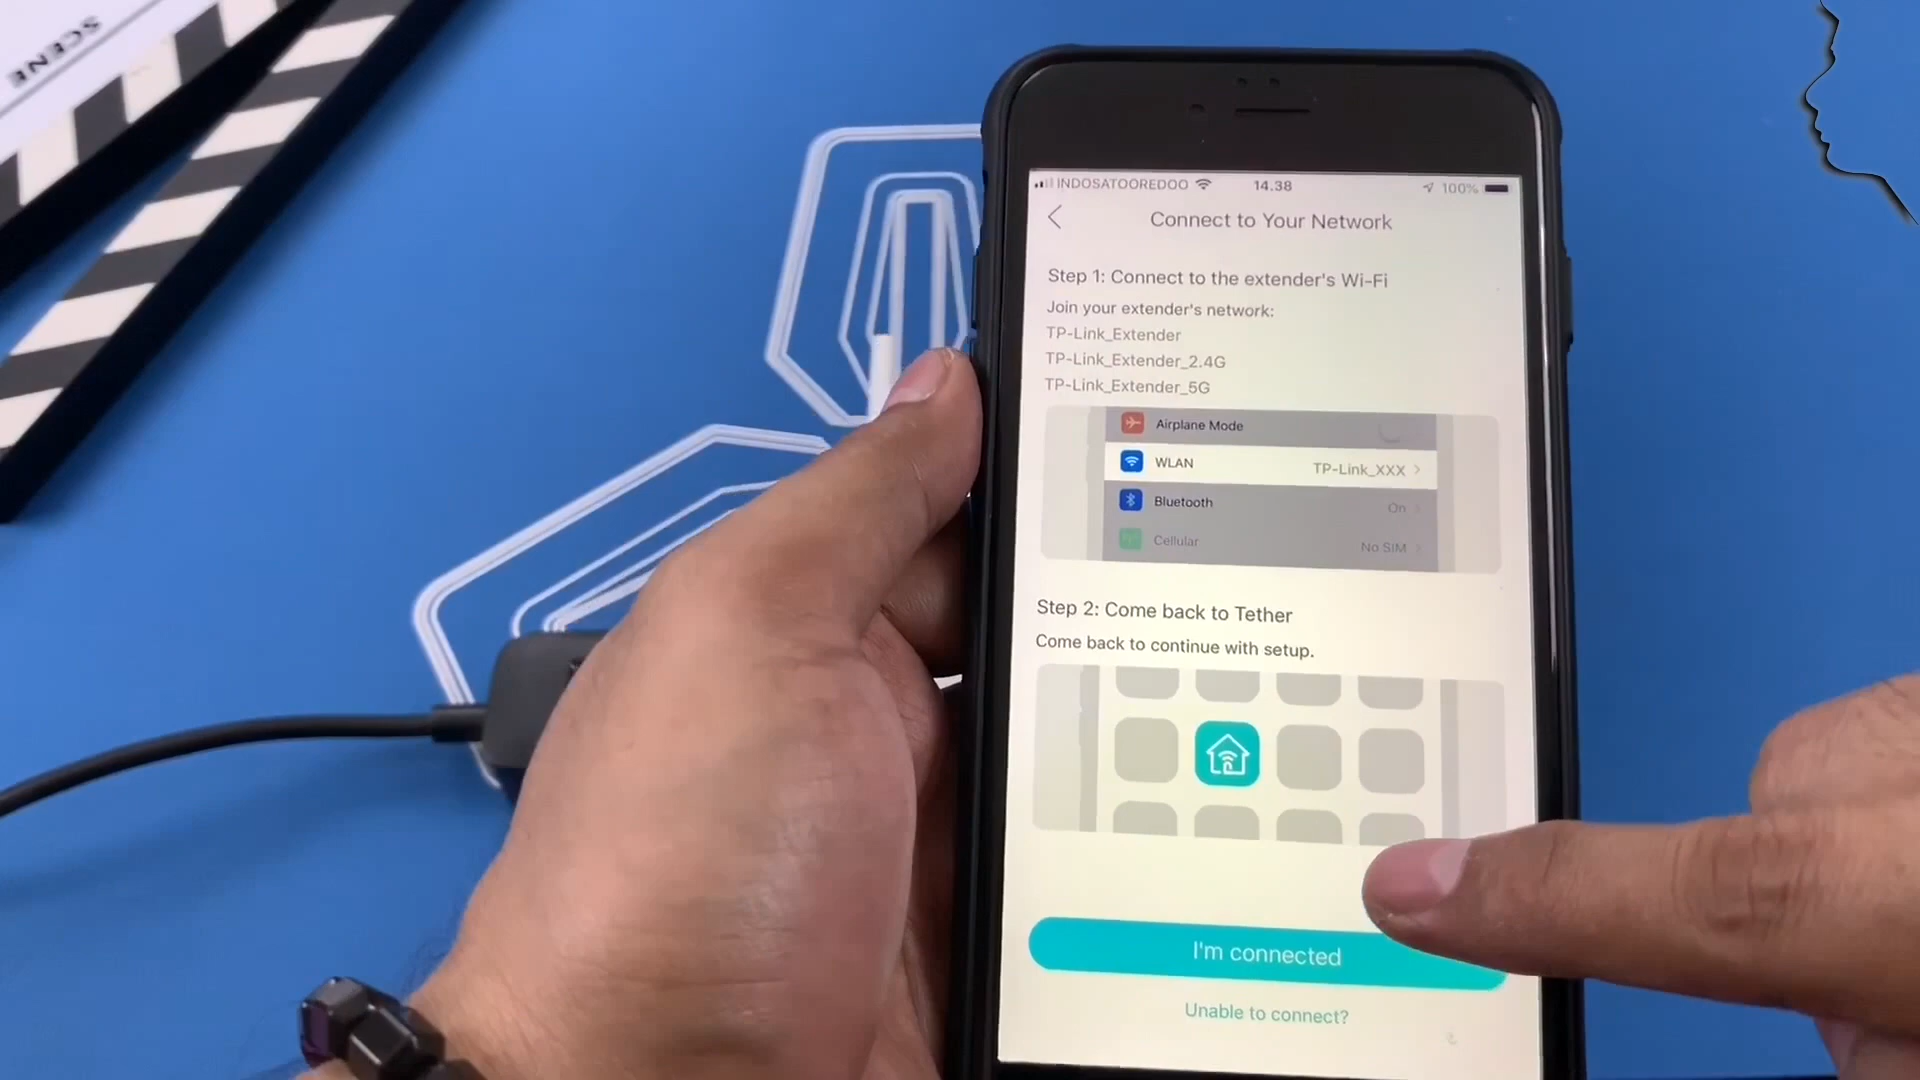 SCENE
INDOSATOOREDOO 14.38 100%
Connect to Your Network
Step 1: Connect to the extender's Wi-Fi
Join your extender's network:
TP-Link_Extender
TP-Link_Extender_2.4G
TP-Link_Extender_5G
Airplane Mode
WLAN TP-Link_XXX
Bluetooth On
Cellular No SIM
Step 2: Come back to Tether
Come back to continue with setup.
I'm connected
Unable to connect?